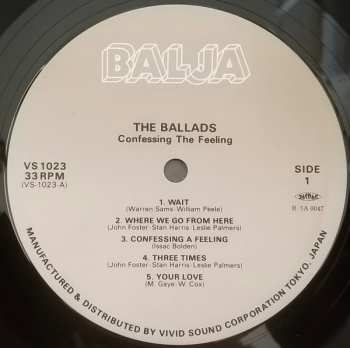 BALJA
THE BALLADS
Confessing The Feeling
VS 1023
33 RPM
(VS-1023-A)
SIDE
1
R 1A 0047
1. WAIT
(Warren Sams·William Peele)
2. WHERE WE GO FROM HERE
(John Foster·Stan Harris·Leslie Palmers)
3. CONFESSING A FEELING
(Issac Bolden)
4. THREE TIMES
(John Foster·Stan Harris·Leslie Palmers)
5. YOUR LOVE
(M. Gaye·W. Cox)
MANUFACTURED & DISTRIBUTED BY VIVID SOUND CORPORATION TOKYO, JAPAN